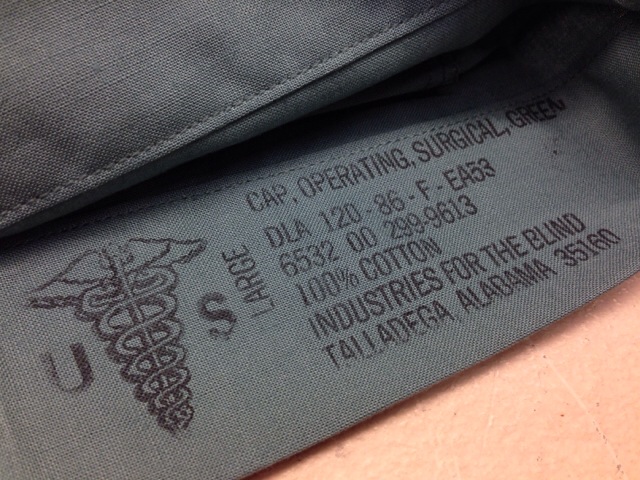 CAP, OPERATING, SURGICAL, GREEN
LARGE
DLA 120-86-F-EA53
6532 00 299-9613
100% COTTON
INDUSTRIES FOR THE BLIND
TALLADEGA ALABAMA 35160
U S